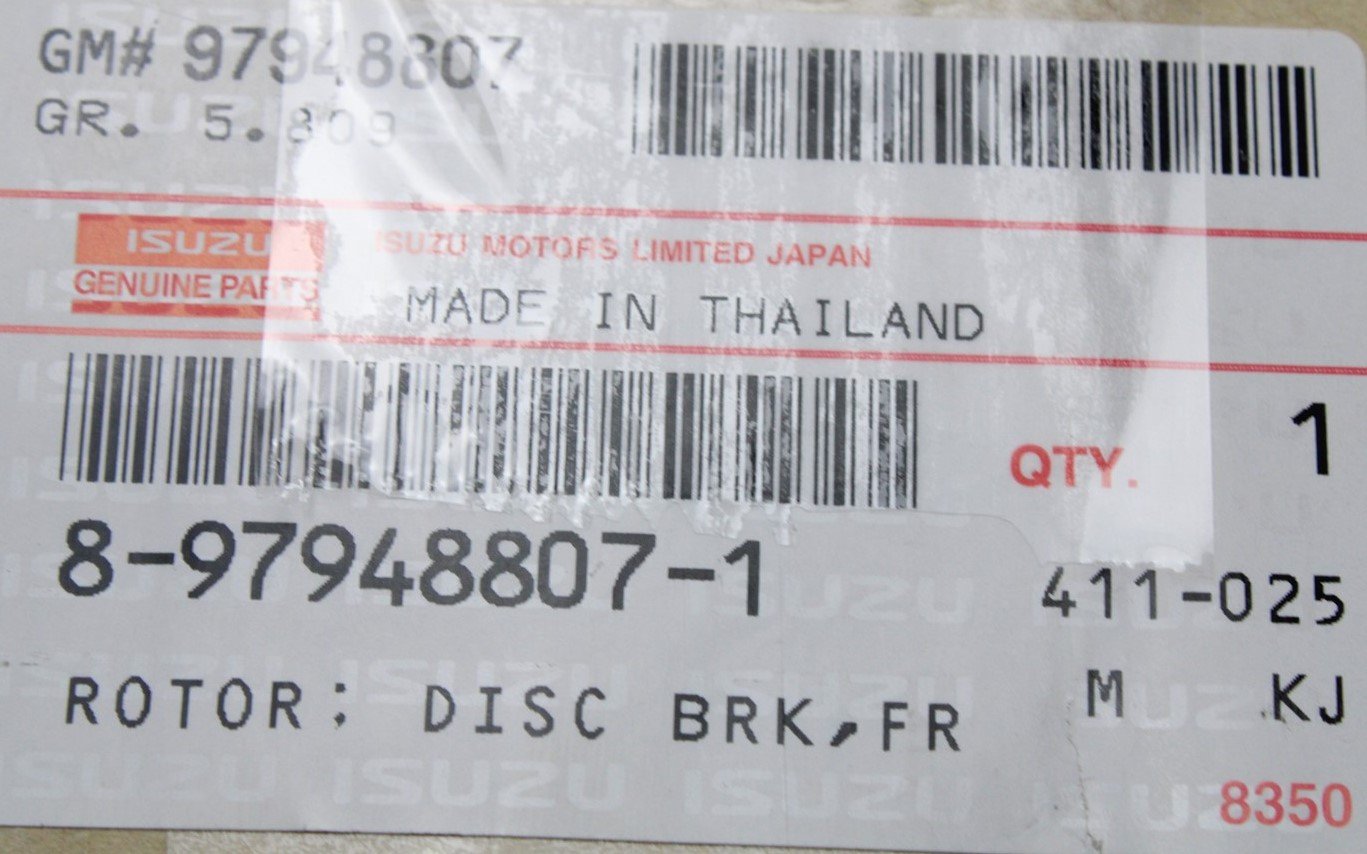 GM# 97948807
GR. 5.809
ISUZU
GENUINE PARTS
ISUZU MOTORS LIMITED JAPAN
MADE IN THAILAND
QTY. 1
8-97948807-1
411-025
ROTOR: DISC BRK,FR
M KJ
8350